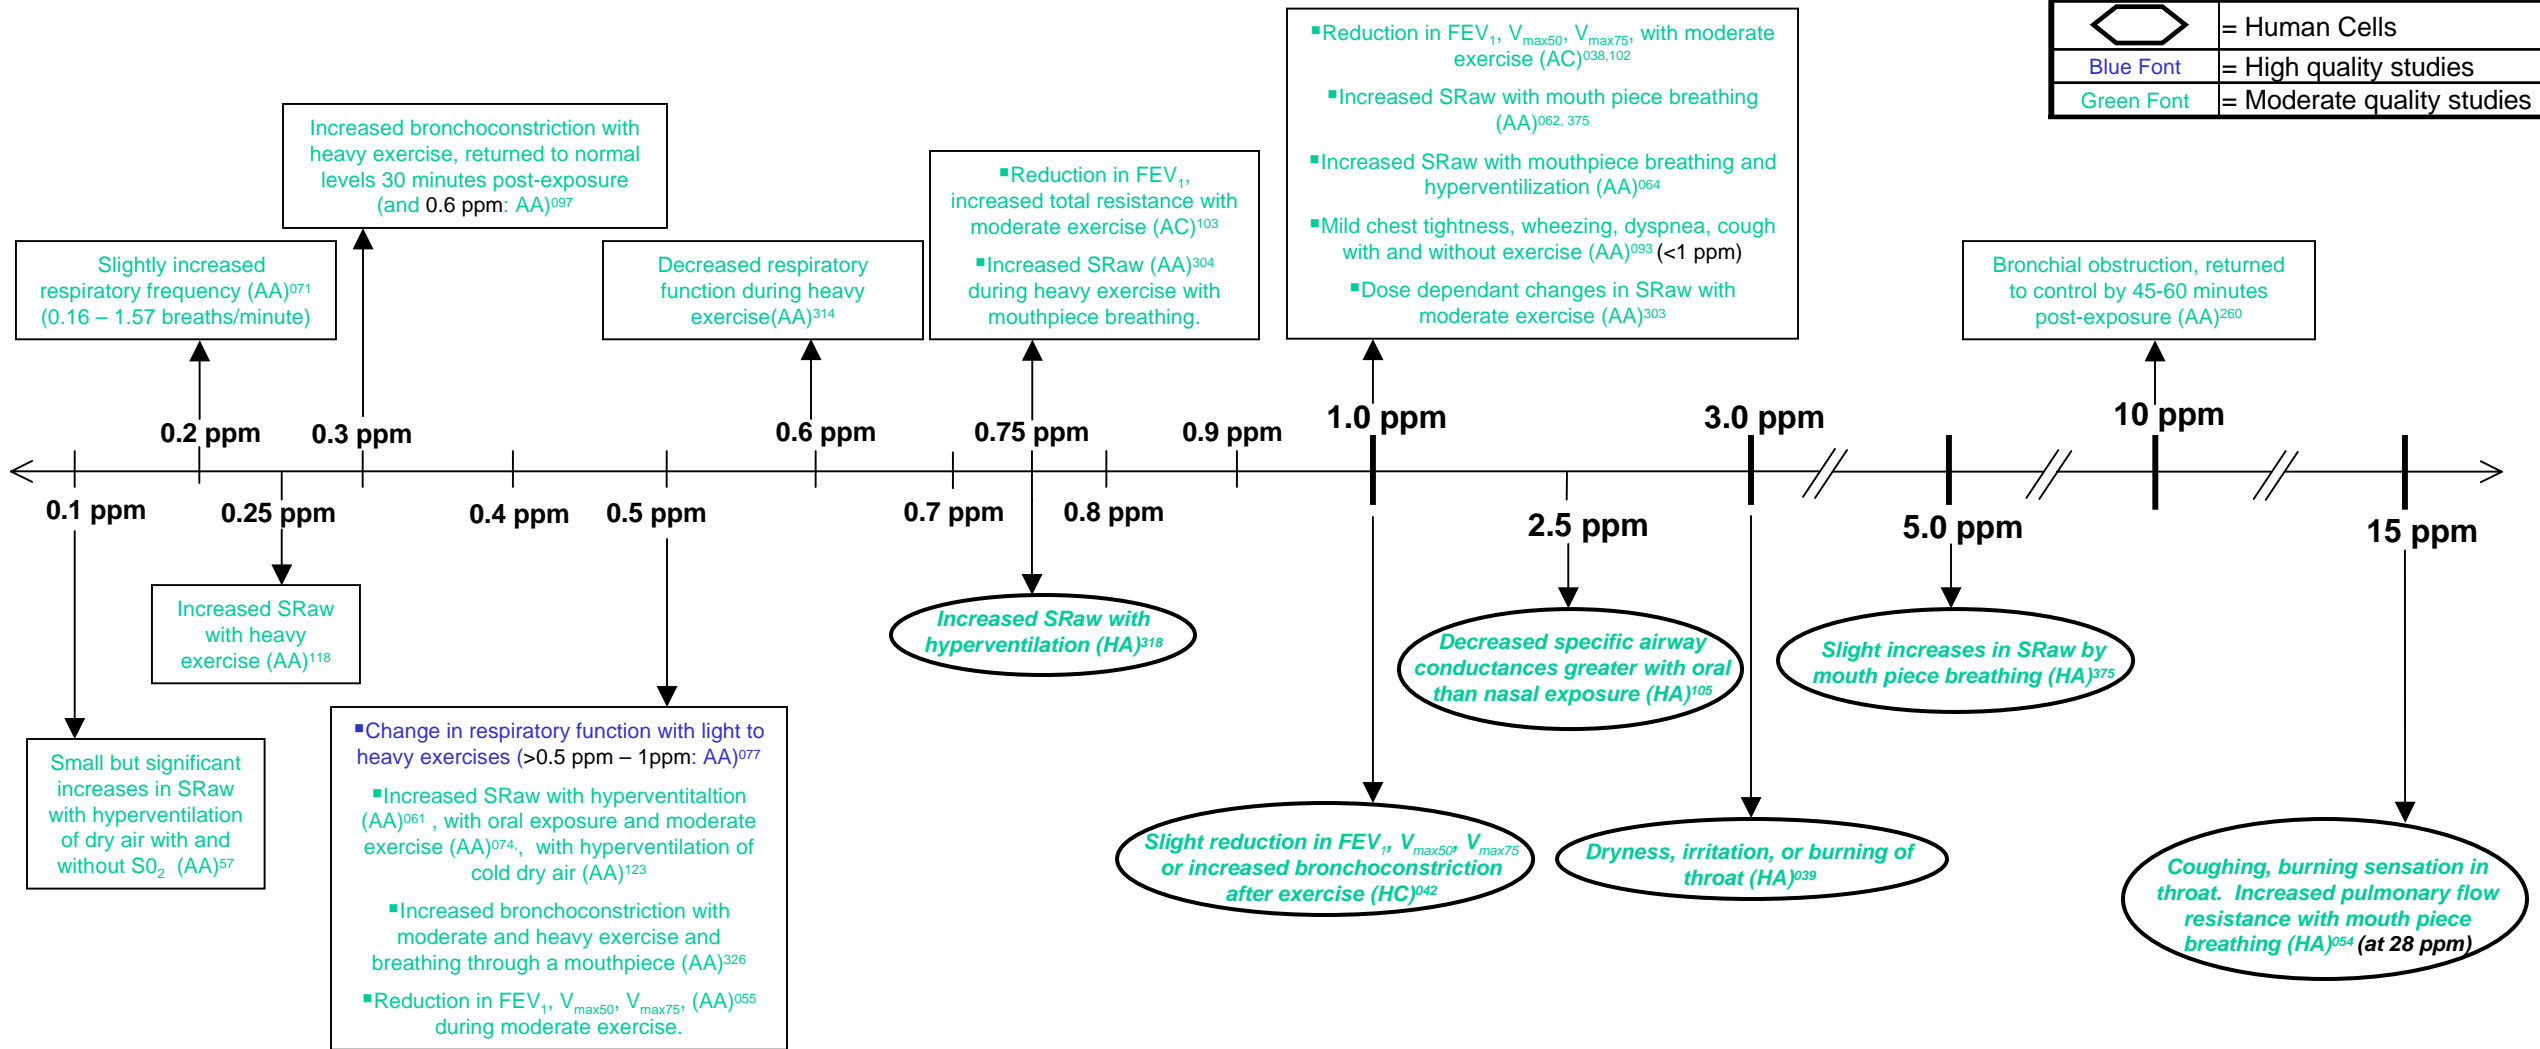 = Human Cells
Blue Font = High quality studies
Green Font = Moderate quality studies
Slightly increased
respiratory frequency (AA)071
(0.16 – 1.57 breaths/minute)
Increased bronchoconstriction with
heavy exercise, returned to normal
levels 30 minutes post-exposure
(and 0.6 ppm: AA)097
Decreased respiratory
function during heavy
exercise(AA)314
▪Reduction in FEV1,
increased total resistance with
moderate exercise (AC)103
▪Increased SRaw (AA)304
during heavy exercise with
mouthpiece breathing.
▪Reduction in FEV1, Vmax50, Vmax75, with moderate
exercise (AC)038,102
▪Increased SRaw with mouth piece breathing
(AA)062, 375
▪Increased SRaw with mouthpiece breathing and
hyperventilization (AA)064
▪Mild chest tightness, wheezing, dyspnea, cough
with and without exercise (AA)093 (<1 ppm)
▪Dose dependant changes in SRaw with
moderate exercise (AA)303
Bronchial obstruction, returned
to control by 45-60 minutes
post-exposure (AA)260
0.2 ppm
0.3 ppm
0.6 ppm
0.75 ppm
0.9 ppm
1.0 ppm
3.0 ppm
10 ppm
0.1 ppm
0.25 ppm
0.4 ppm
0.5 ppm
0.7 ppm
0.8 ppm
2.5 ppm
5.0 ppm
15 ppm
Small but significant
increases in SRaw
with hyperventilation
of dry air with and
without S02 (AA)57
Increased SRaw
with heavy
exercise (AA)118
▪Change in respiratory function with light to
heavy exercises (>0.5 ppm – 1ppm: AA)077
▪Increased SRaw with hyperventitaltion
(AA)061 , with oral exposure and moderate
exercise (AA)074,, with hyperventilation of
cold dry air (AA)123
▪Increased bronchoconstriction with
moderate and heavy exercise and
breathing through a mouthpiece (AA)326
▪Reduction in FEV1, Vmax50, Vmax75, (AA)055
during moderate exercise.
Increased SRaw with
hyperventilation (HA)318
Slight reduction in FEV1, Vmax50, Vmax75
or increased bronchoconstriction
after exercise (HC)042
Decreased specific airway
conductances greater with oral
than nasal exposure (HA)105
Dryness, irritation, or burning of
throat (HA)039
Slight increases in SRaw by
mouth piece breathing (HA)375
Coughing, burning sensation in
throat. Increased pulmonary flow
resistance with mouth piece
breathing (HA)054 (at 28 ppm)